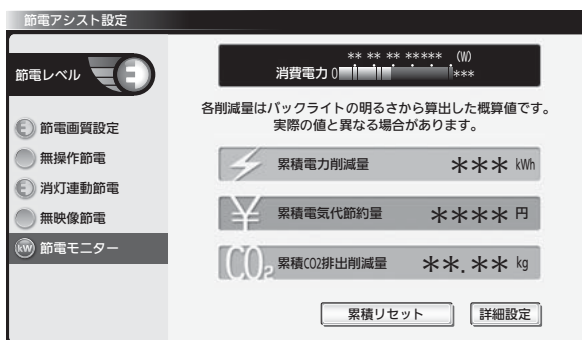 節電アシスト設定
節電レベル E
E 節電画質設定
無操作節電
E 消灯連動節電
無映像節電
kW 節電モニター
** ** ** ***** (W)
消費電力 0 ***
各削減量はバックライトの明るさから算出した概算値です。
実際の値と異なる場合があります。
累積電力削減量 *** kWh
¥ 累積電気代節約量 **** 円
CO2 累積CO2排出削減量 **.** kg
累積リセット 詳細設定